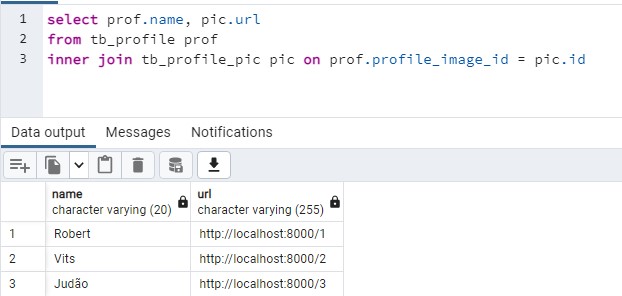 1 select prof.name, pic.url
2 from tb_profile prof
3 inner join tb_profile_pic pic on prof.profile_image_id = pic.id
Data output Messages Notifications
name url
character varying (20) character varying (255)
1 Robert http://localhost:8000/1
2 Vits http://localhost:8000/2
3 Judão http://localhost:8000/3